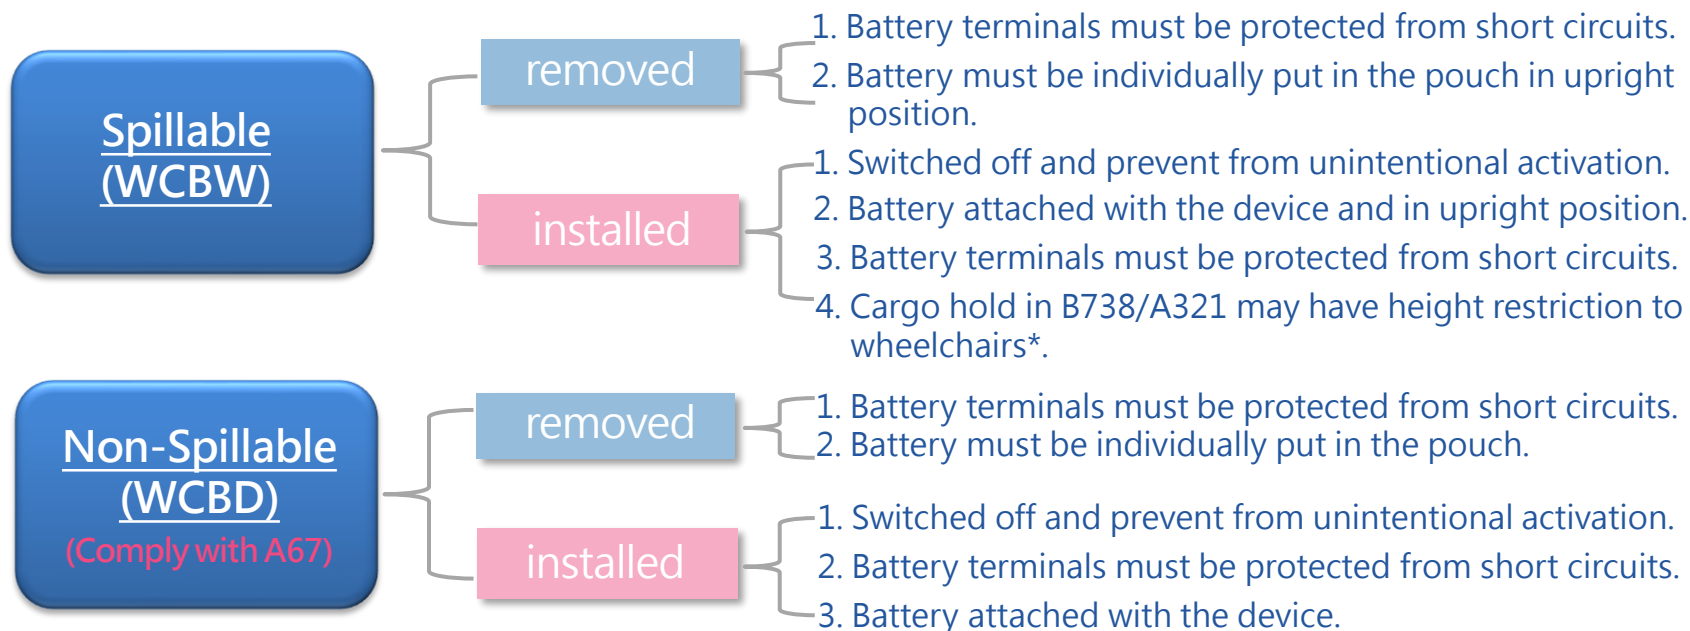 Spillable
(WCBW)
removed
1. Battery terminals must be protected from short circuits.
2. Battery must be individually put in the pouch in upright
position.
installed
1. Switched off and prevent from unintentional activation.
2. Battery attached with the device and in upright position.
3. Battery terminals must be protected from short circuits.
4. Cargo hold in B738/A321 may have height restriction to
wheelchairs*.
Non-Spillable
(WCBD)
(Comply with A67)
removed
1. Battery terminals must be protected from short circuits.
2. Battery must be individually put in the pouch.
installed
1. Switched off and prevent from unintentional activation.
2. Battery terminals must be protected from short circuits.
3. Battery attached with the device.